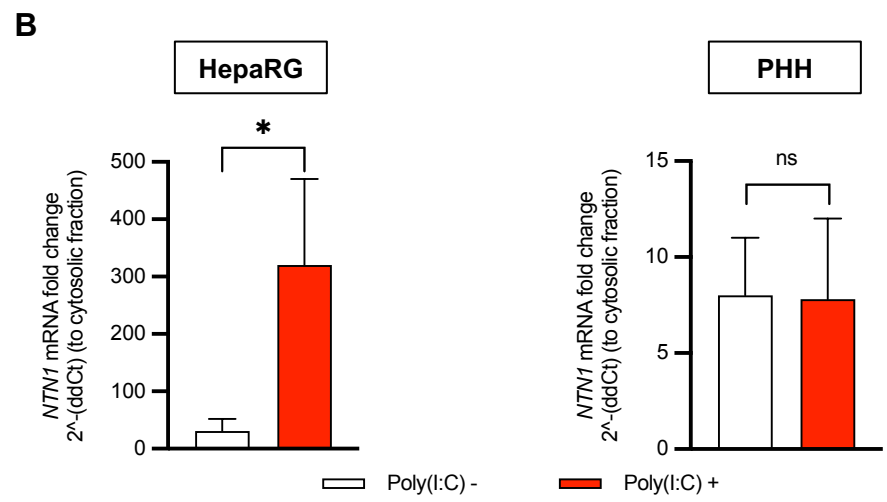 B
HepaRG
PHH
*
NTN1 mRNA fold change
2^-(ddCt) (to cytosolic fraction)
500
400
300
200
100
0
ns
NTN1 mRNA fold change
2^-(ddCt) (to cytosolic fraction)
15
10
5
0
Poly(I:C) -
Poly(I:C) +